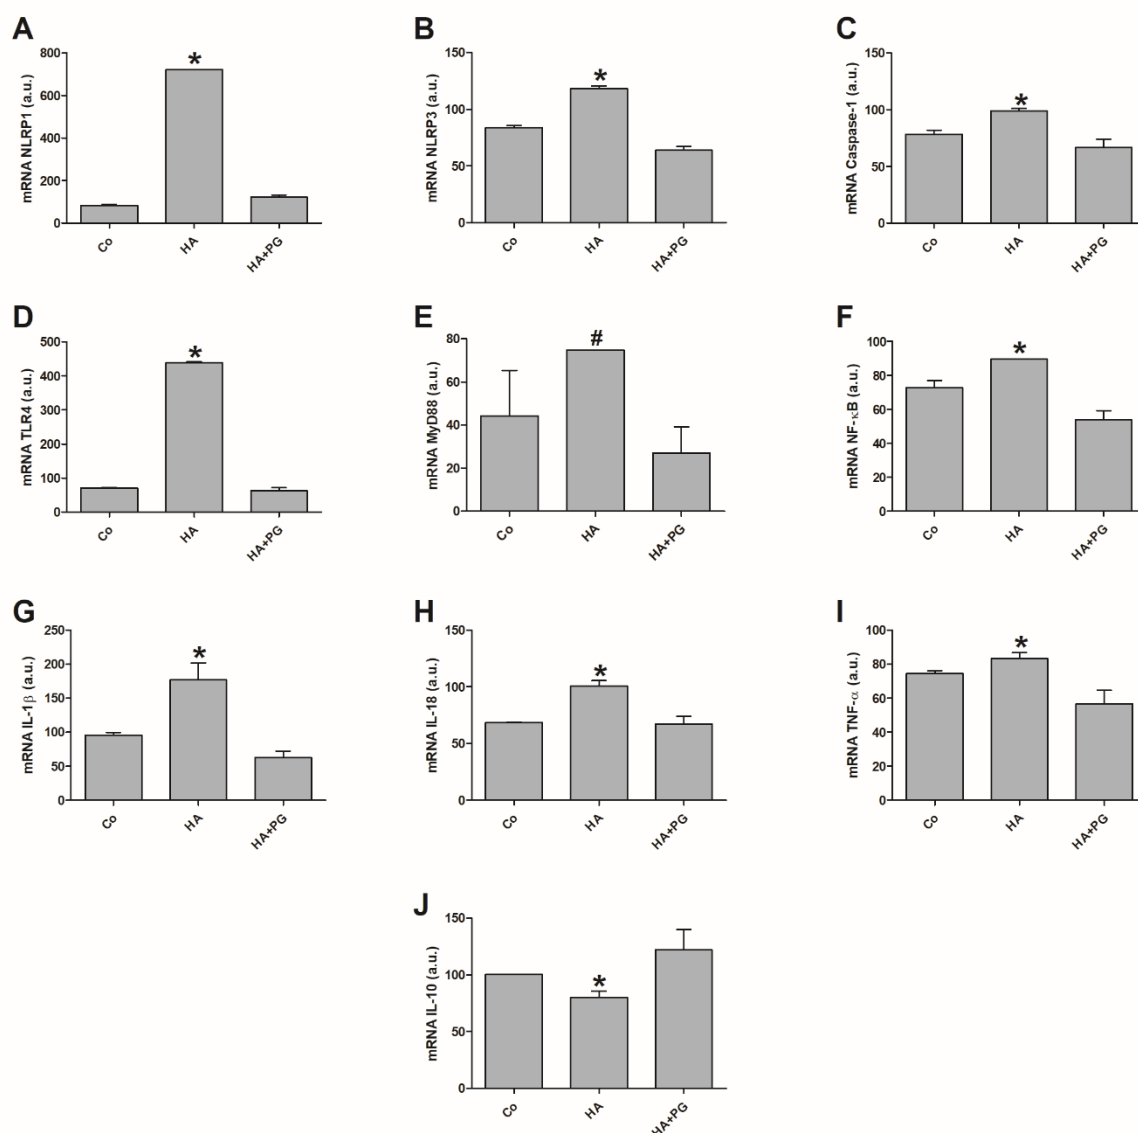 A
mRNA NLRP1 (a.u.)
800
600
400
200
0
*
Co
HA
HA+PG
B
mRNA NLRP3 (a.u.)
150
100
50
0
*
Co
HA
HA+PG
C
mRNA Caspase-1 (a.u.)
150
100
50
0
*
Co
HA
HA+PG
D
mRNA TLR4 (a.u.)
500
400
300
200
100
0
*
Co
HA
HA+PG
E
mRNA MyD88 (a.u.)
80
60
40
20
0
#
Co
HA
HA+PG
F
mRNA NF-κB (a.u.)
100
80
60
40
20
0
*
Co
HA
HA+PG
G
mRNA IL-1β (a.u.)
250
200
150
100
50
0
*
Co
HA
HA+PG
H
mRNA IL-18 (a.u.)
150
100
50
0
*
Co
HA
HA+PG
I
mRNA TNF-α (a.u.)
100
80
60
40
20
0
*
Co
HA
HA+PG
J
mRNA IL-10 (a.u.)
150
100
50
0
*
Co
HA
HA+PG